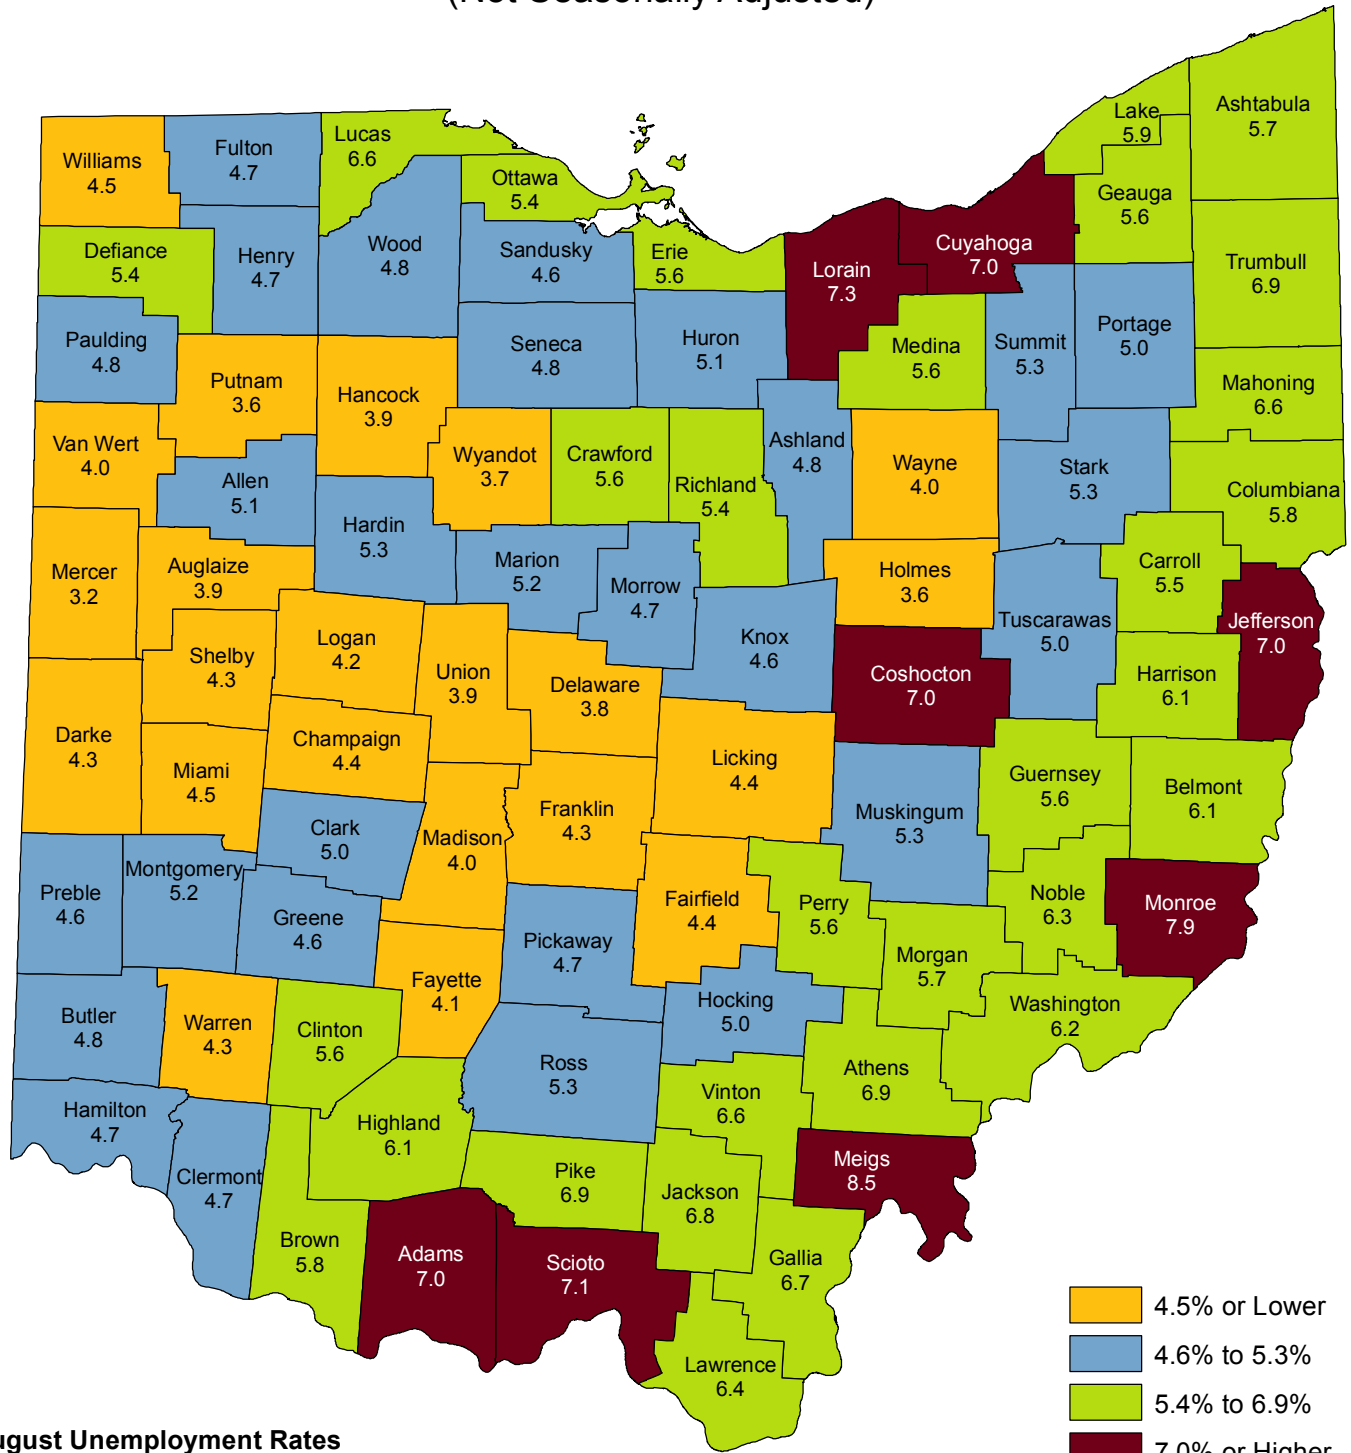 (Not Seasonally Adjusted)
Williams
4.5
Fulton
4.7
Lucas
6.6
Ottawa
5.4
Lake
5.9
Ashtabula
5.7
Geauga
5.6
Defiance
5.4
Henry
4.7
Wood
4.8
Sandusky
4.6
Erie
5.6
Lorain
7.3
Cuyahoga
7.0
Trumbull
6.9
Paulding
4.8
Seneca
4.8
Huron
5.1
Medina
5.6
Summit
5.3
Portage
5.0
Putnam
3.6
Hancock
3.9
Mahoning
6.6
Van Wert
4.0
Allen
5.1
Wyandot
3.7
Crawford
5.6
Richland
5.4
Ashland
4.8
Wayne
4.0
Stark
5.3
Columbiana
5.8
Hardin
5.3
Mercer
3.2
Auglaize
3.9
Marion
5.2
Morrow
4.7
Holmes
3.6
Carroll
5.5
Jefferson
7.0
Tuscarawas
5.0
Shelby
4.3
Logan
4.2
Union
3.9
Delaware
3.8
Knox
4.6
Coshocton
7.0
Harrison
6.1
Darke
4.3
Miami
4.5
Champaign
4.4
Licking
4.4
Guernsey
5.6
Belmont
6.1
Clark
5.0
Madison
4.0
Franklin
4.3
Muskingum
5.3
Preble
4.6
Montgomery
5.2
Greene
4.6
Pickaway
4.7
Fairfield
4.4
Perry
5.6
Noble
6.3
Monroe
7.9
Morgan
5.7
Fayette
4.1
Hocking
5.0
Washington
6.2
Butler
4.8
Warren
4.3
Clinton
5.6
Ross
5.3
Vinton
6.6
Athens
6.9
Hamilton
4.7
Highland
6.1
Clermont
4.7
Pike
6.9
Jackson
6.8
Meigs
8.5
Brown
5.8
Adams
7.0
Scioto
7.1
Gallia
6.7
Lawrence
6.4
4.5% or Lower
4.6% to 5.3%
5.4% to 6.9%
7.0% or Higher
ugust Unemployment Rates